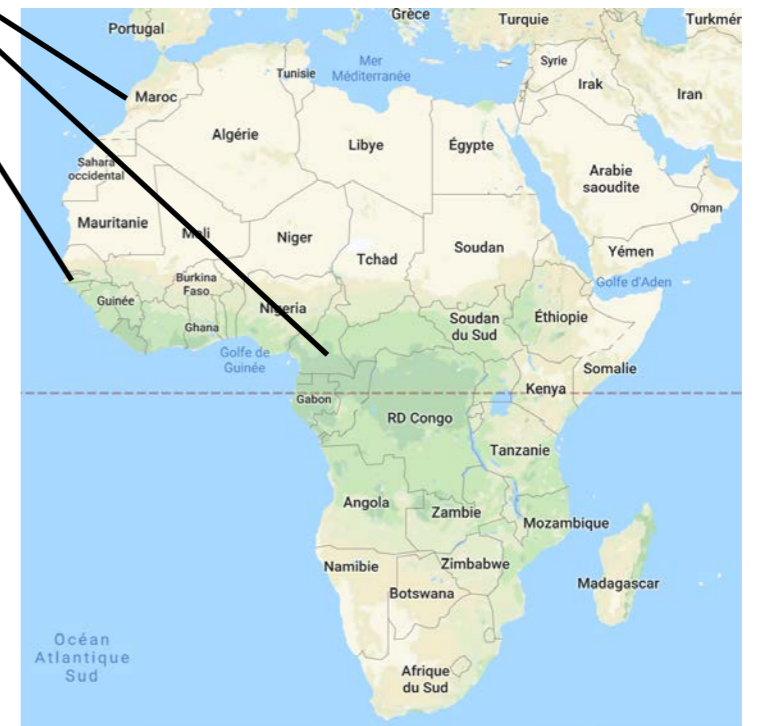 Grèce
Turquie
Turkmér
Portugal
Mer
Méditerranée
Syrie
Tunisie
Irak
Iran
Maroc
Algérie
Libye
Égypte
Sahara
occidental
Arabie
saoudite
Oman
Mauritanie
Mali
Niger
Tchad
Soudan
Yémen
Golfe d'Aden
Burkina
Faso
Guinée
Nigeria
Ghana
Soudan
du Sud
Éthiopie
Golfe de
Guinée
Somalie
Kenya
Gabon
RD Congo
Tanzanie
Angola
Zambie
Mozambique
Namibie
Zimbabwe
Madagascar
Botswana
Océan
Atlantique
Sud
Afrique
du Sud